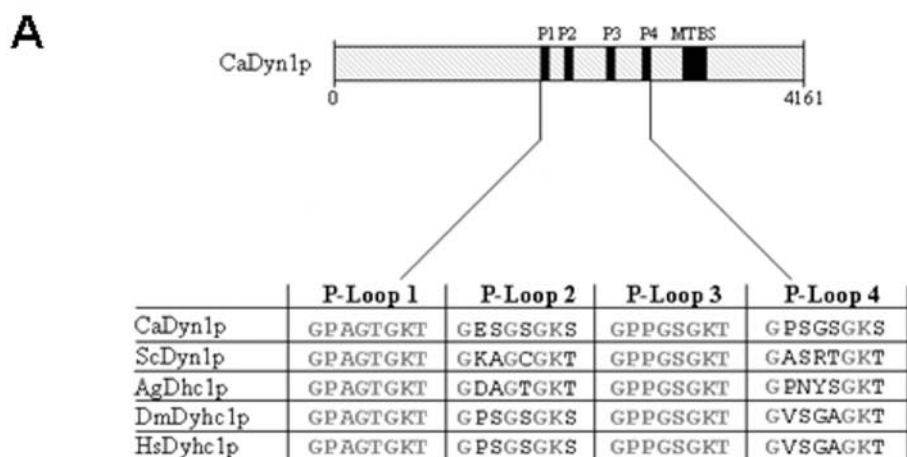 A
P1 P2 P3 P4 MTBS
CaDyn1p
0 4161
P-Loop 1 P-Loop 2 P-Loop 3 P-Loop 4
CaDyn1p GPAGTGKT GESGSGKS GPPGSGKT GPSGSGKS
ScDyn1p GPAGTGKT GKAGCGKT GPPGSGKT GASRTGKT
AgDhc1p GPAGTGKT GDAGTGKT GPPGSGKT GPNYSGKT
DmDyhc1p GPAGTGKT GPSGSGKS GPPGSGKT GVSGAGKT
HsDyhc1p GPAGTGKT GPSGSGKS GPPGSGKT GVSGAGKT